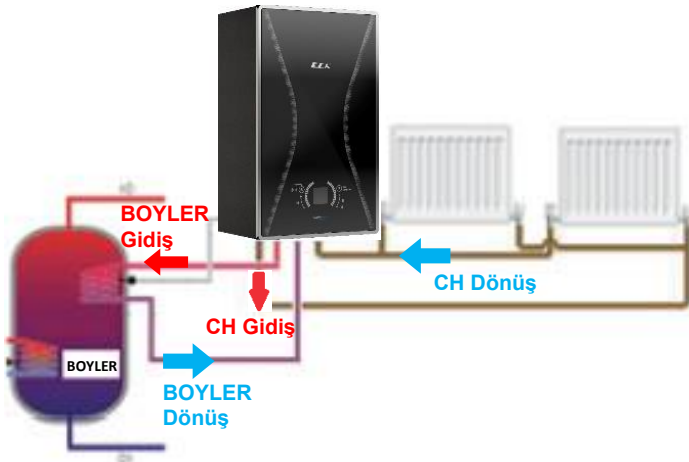 E.C.A
BOYLER
Gidiş
CH Dönüş
CH Gidiş
BOYLER
BOYLER
Dönüş